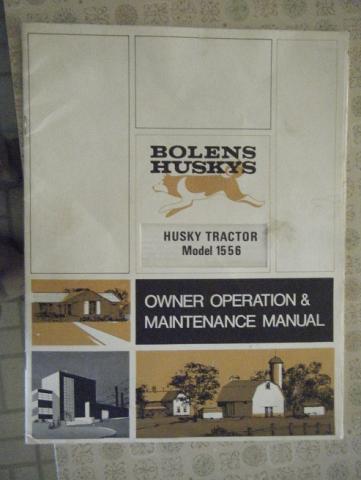 BOLENS
HUSKYS
HUSKY TRACTOR
Model 1556
OWNER OPERATION &
MAINTENANCE MANUAL